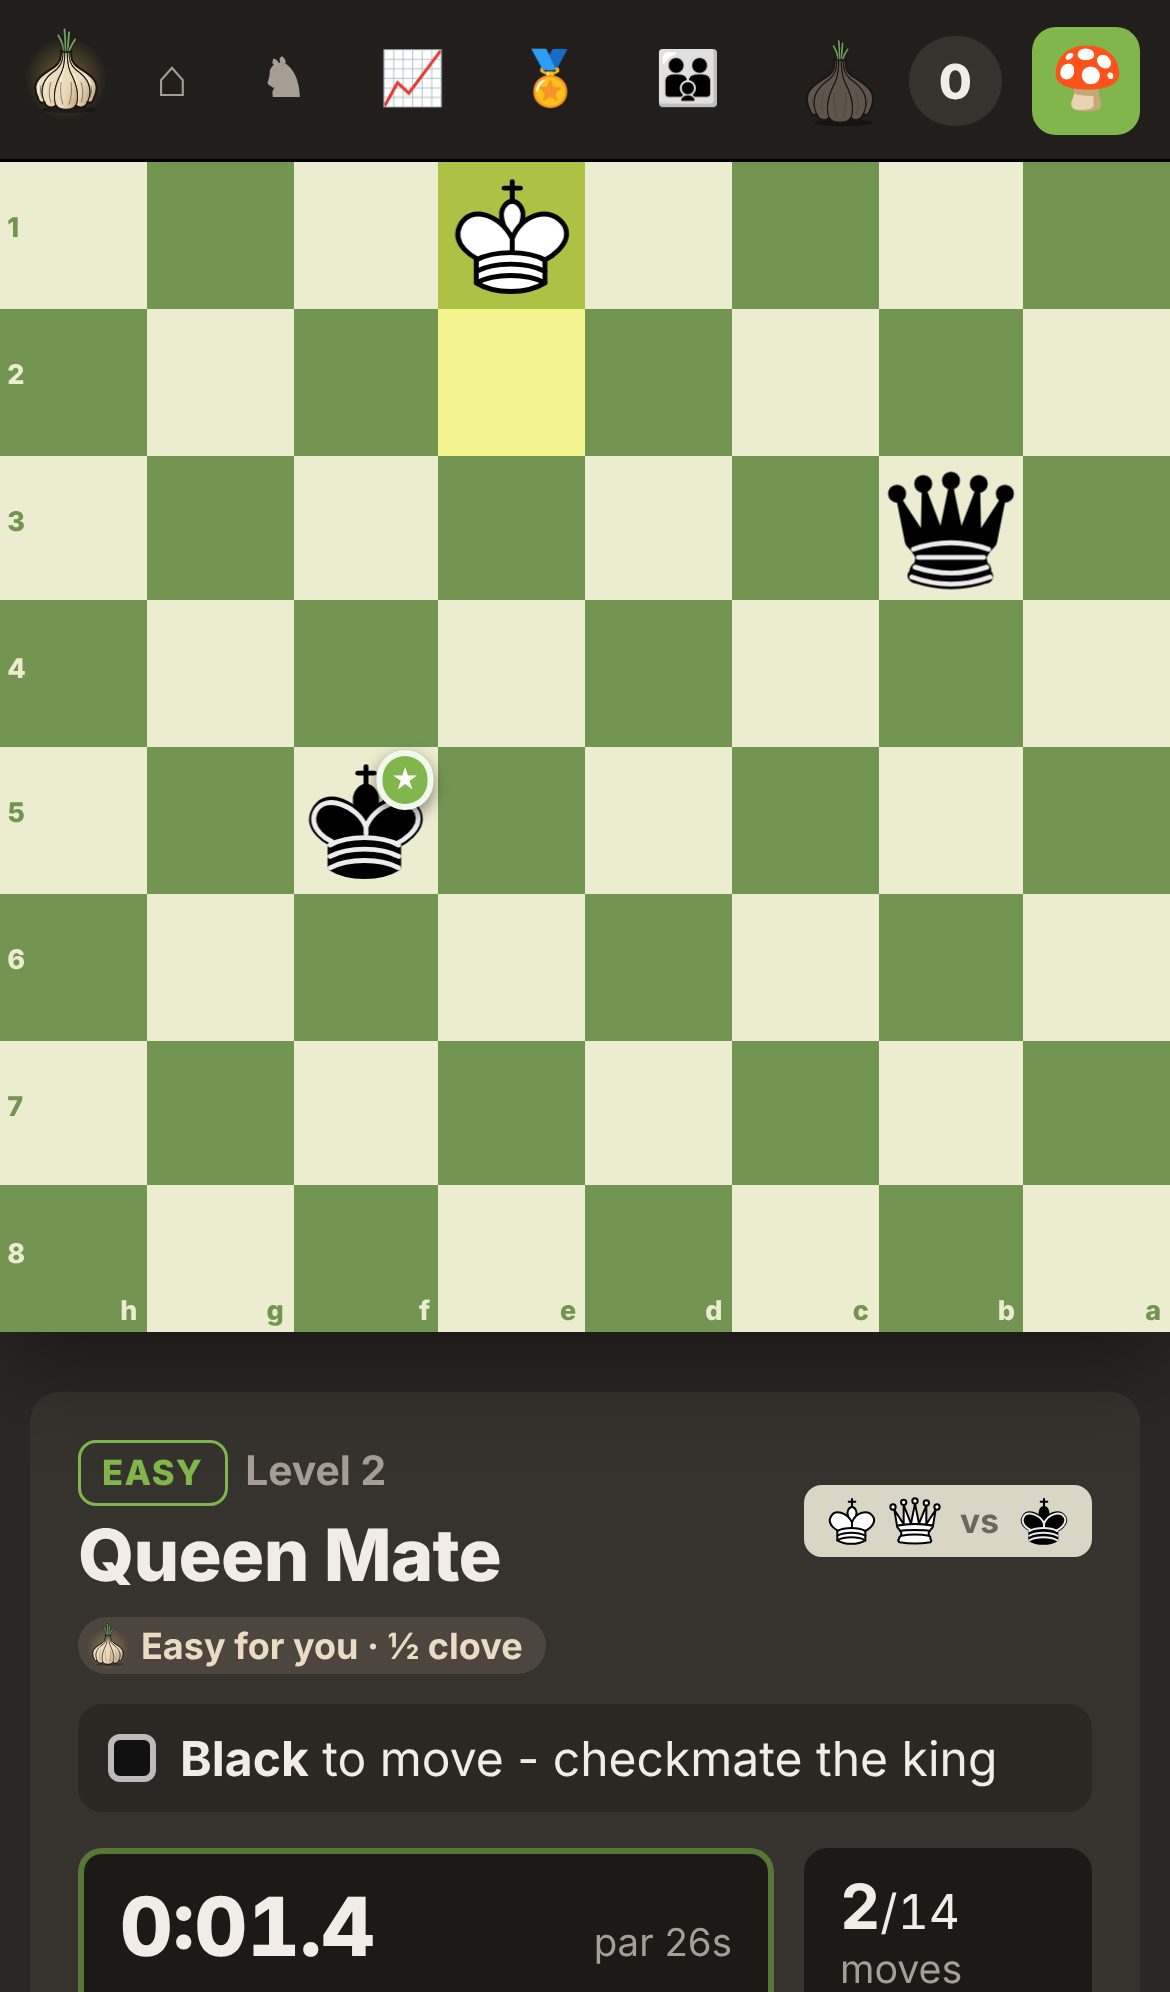 0
1
2
3
4
5
6
7
8
h g f e d c b a
EASY Level 2
Queen Mate
vs
Easy for you · ½ clove
Black to move - checkmate the king
0:01.4
par 26s
2/14
moves